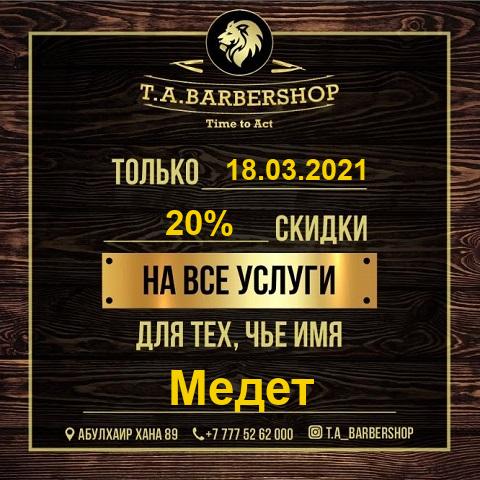 T.A.BARBERSHOP
Time to Act
ТОЛЬКО 18.03.2021
20% СКИДКИ
НА ВСЕ УСЛУГИ
ДЛЯ ТЕХ, ЧЬЕ ИМЯ
Медет
АБУЛХАИР ХАНА 89 +7 777 52 62 000 T.A_BARBERSHOP